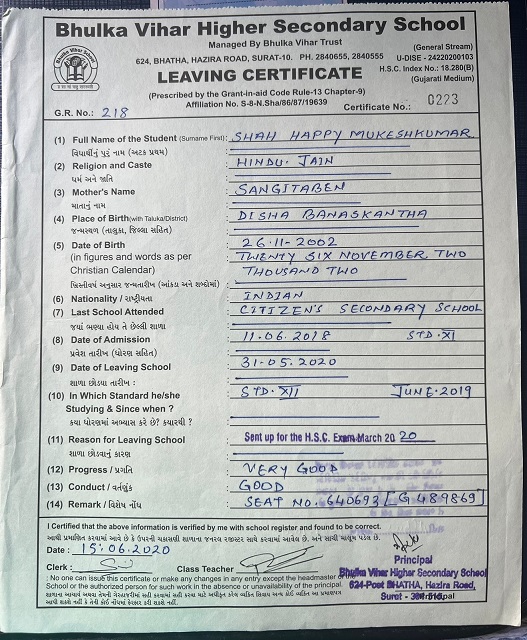 Bhulka Vihar Higher Secondary School
Managed By Bhulka Vihar Trust
(General Stream)
624, BHATHA, HAZIRA ROAD, SURAT-10. PH. 2840655, 2840555
U-DISE - 24220200103
LEAVING CERTIFICATE
H.S.C. Index No.: 18.280(B)
(Gujarati Medium)
(Prescribed by the Grant-in-aid Code Rule-13 Chapter-9)
Affiliation No. S-8-N.Sha/86/87/19639
G.R. No.: 218
Certificate No.: 0223
(1) Full Name of the Student (Surname First) : SHAH HAPPY MUKESHKUMAR
વિદ્યાર્થીનું પૂરું નામ (અટક પ્રથમ)
(2) Religion and Caste : HINDU. JAIN
ધર્મ અને જાતિ
(3) Mother's Name : SANGITABEN
માતાનું નામ
(4) Place of Birth (with Taluka/District) : DISHA BANASKANTHA
જન્મસ્થળ (તાલુકા, જિલ્લા સહિત)
(5) Date of Birth : 26.11-2002
(in figures and words as per TWENTY SIX NOVEMBER TWO
Christian Calendar) THOUSAND TWO
ખ્રિસ્તીવર્ષ અનુસાર જન્મતારીખ (આંકડા અને શબ્દોમાં)
(6) Nationality / રાષ્ટ્રીયતા : INDIAN
(7) Last School Attended : CITIZEN'S SECONDARY SCHOOL
જ્યાં ભણ્યા હોય તે છેલ્લી શાળા
(8) Date of Admission : 11.06.2018 STD. XI
પ્રવેશ તારીખ (ધોરણ સહિત)
(9) Date of Leaving School : 31-05.2020
શાળા છોડયા તારીખ :
(10) In Which Standard he/she : STD. XII JUNE-2019
Studying & Since when ?
કયા ધોરણમાં અભ્યાસ કરે છે? કયારથી ?
(11) Reason for Leaving School : Sent up for the H.S.C. Exam March 20 20
શાળા છોડવાનું કારણ
(12) Progress / પ્રગતિ : VERY GOOD
(13) Conduct / વર્તણુંક : GOOD
(14) Remark / વિશેષ નોંધ : SEAT NO. 640693 [G 489869]
I Certified that the above information is verified by me with school register and found to be correct.
Date : 15.06.2020
Principal
Clerk : Class Teacher
Bhulka Vihar Higher Secondary School
: No one can issue this certificate or make any changes in any entry except the headmaster
624-Post BHATHA, Hazira Road,
School or the authorized person for such work in the absence or unavailability of the principal.
Surat -